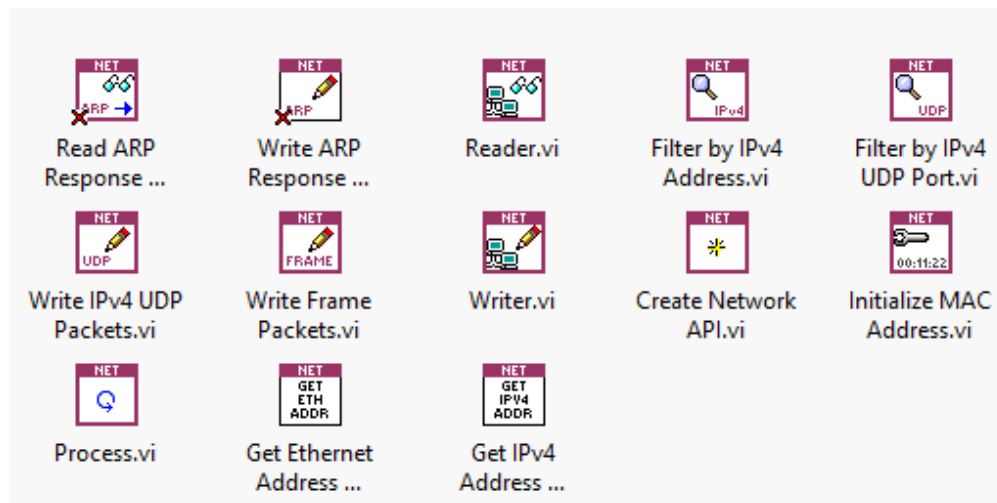 NET
ARP
Read ARP
Response ...
NET
ARP
Write ARP
Response ...
NET
Reader.vi
NET
IPv4
Filter by IPv4
Address.vi
NET
UDP
Filter by IPv4
UDP Port.vi
NET
UDP
Write IPv4 UDP
Packets.vi
NET
FRAME
Write Frame
Packets.vi
NET
Writer.vi
NET
Create Network
API.vi
NET
00:11:22
Initialize MAC
Address.vi
NET
Process.vi
NET
GET
ETH
ADDR
Get Ethernet
Address ...
NET
GET
IPV4
ADDR
Get IPv4
Address ...